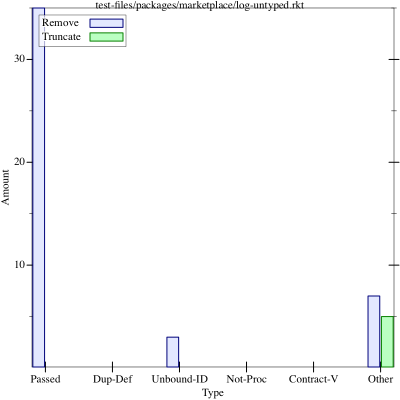 test-files/packages/marketplace/log-untyped.rkt
Remove
Truncate
30
20
10
Amount
Passed Dup-Def Unbound-ID Not-Proc Contract-V Other
Type